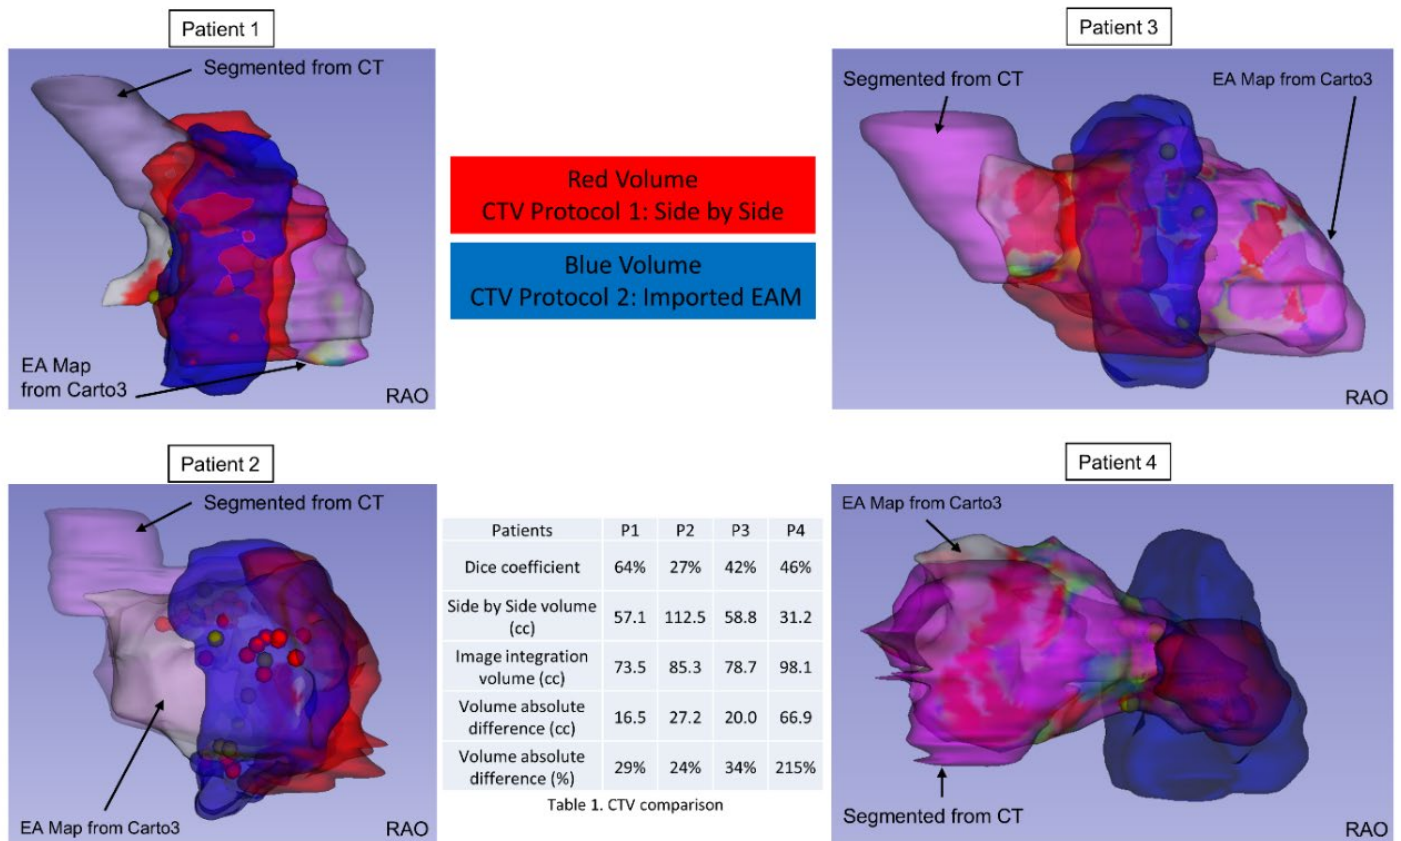 Patient 1
Segmented from CT
EA Map
from Carto3
RAO
Red Volume
CTV Protocol 1: Side by Side
Blue Volume
CTV Protocol 2: Imported EAM
Patient 3
Segmented from CT
EA Map from Carto3
RAO
Patient 2
Segmented from CT
EA Map from Carto3
RAO
Patients P1 P2 P3 P4
Dice coefficient 64% 27% 42% 46%
Side by Side volume
(cc) 57.1 112.5 58.8 31.2
Image integration
volume (cc) 73.5 85.3 78.7 98.1
Volume absolute
difference (cc) 16.5 27.2 20.0 66.9
Volume absolute
difference (%) 29% 24% 34% 215%
Table 1. CTV comparison
Patient 4
EA Map from Carto3
Segmented from CT
RAO